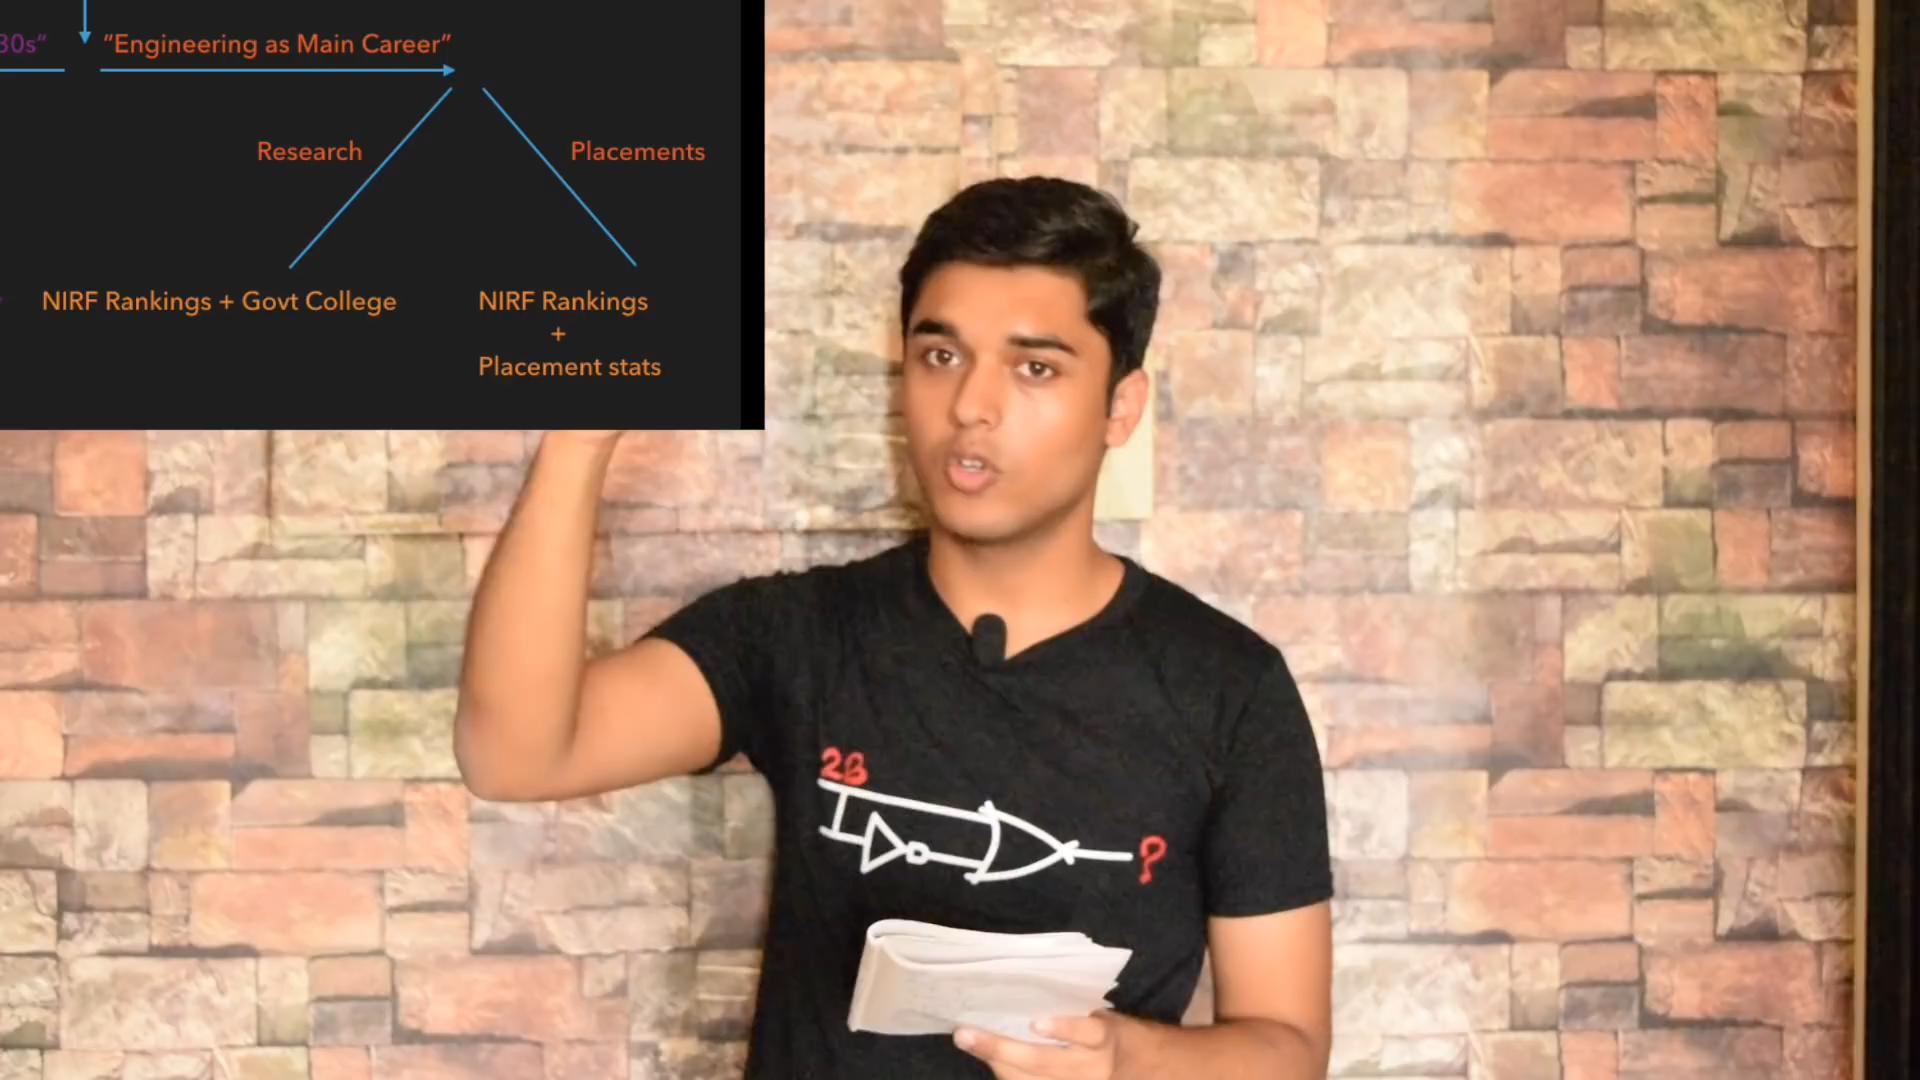 30s“
”Engineering as Main Career”
Research
Placements
NIRF Rankings + Govt College
NIRF Rankings
+
Placement stats
2B
?